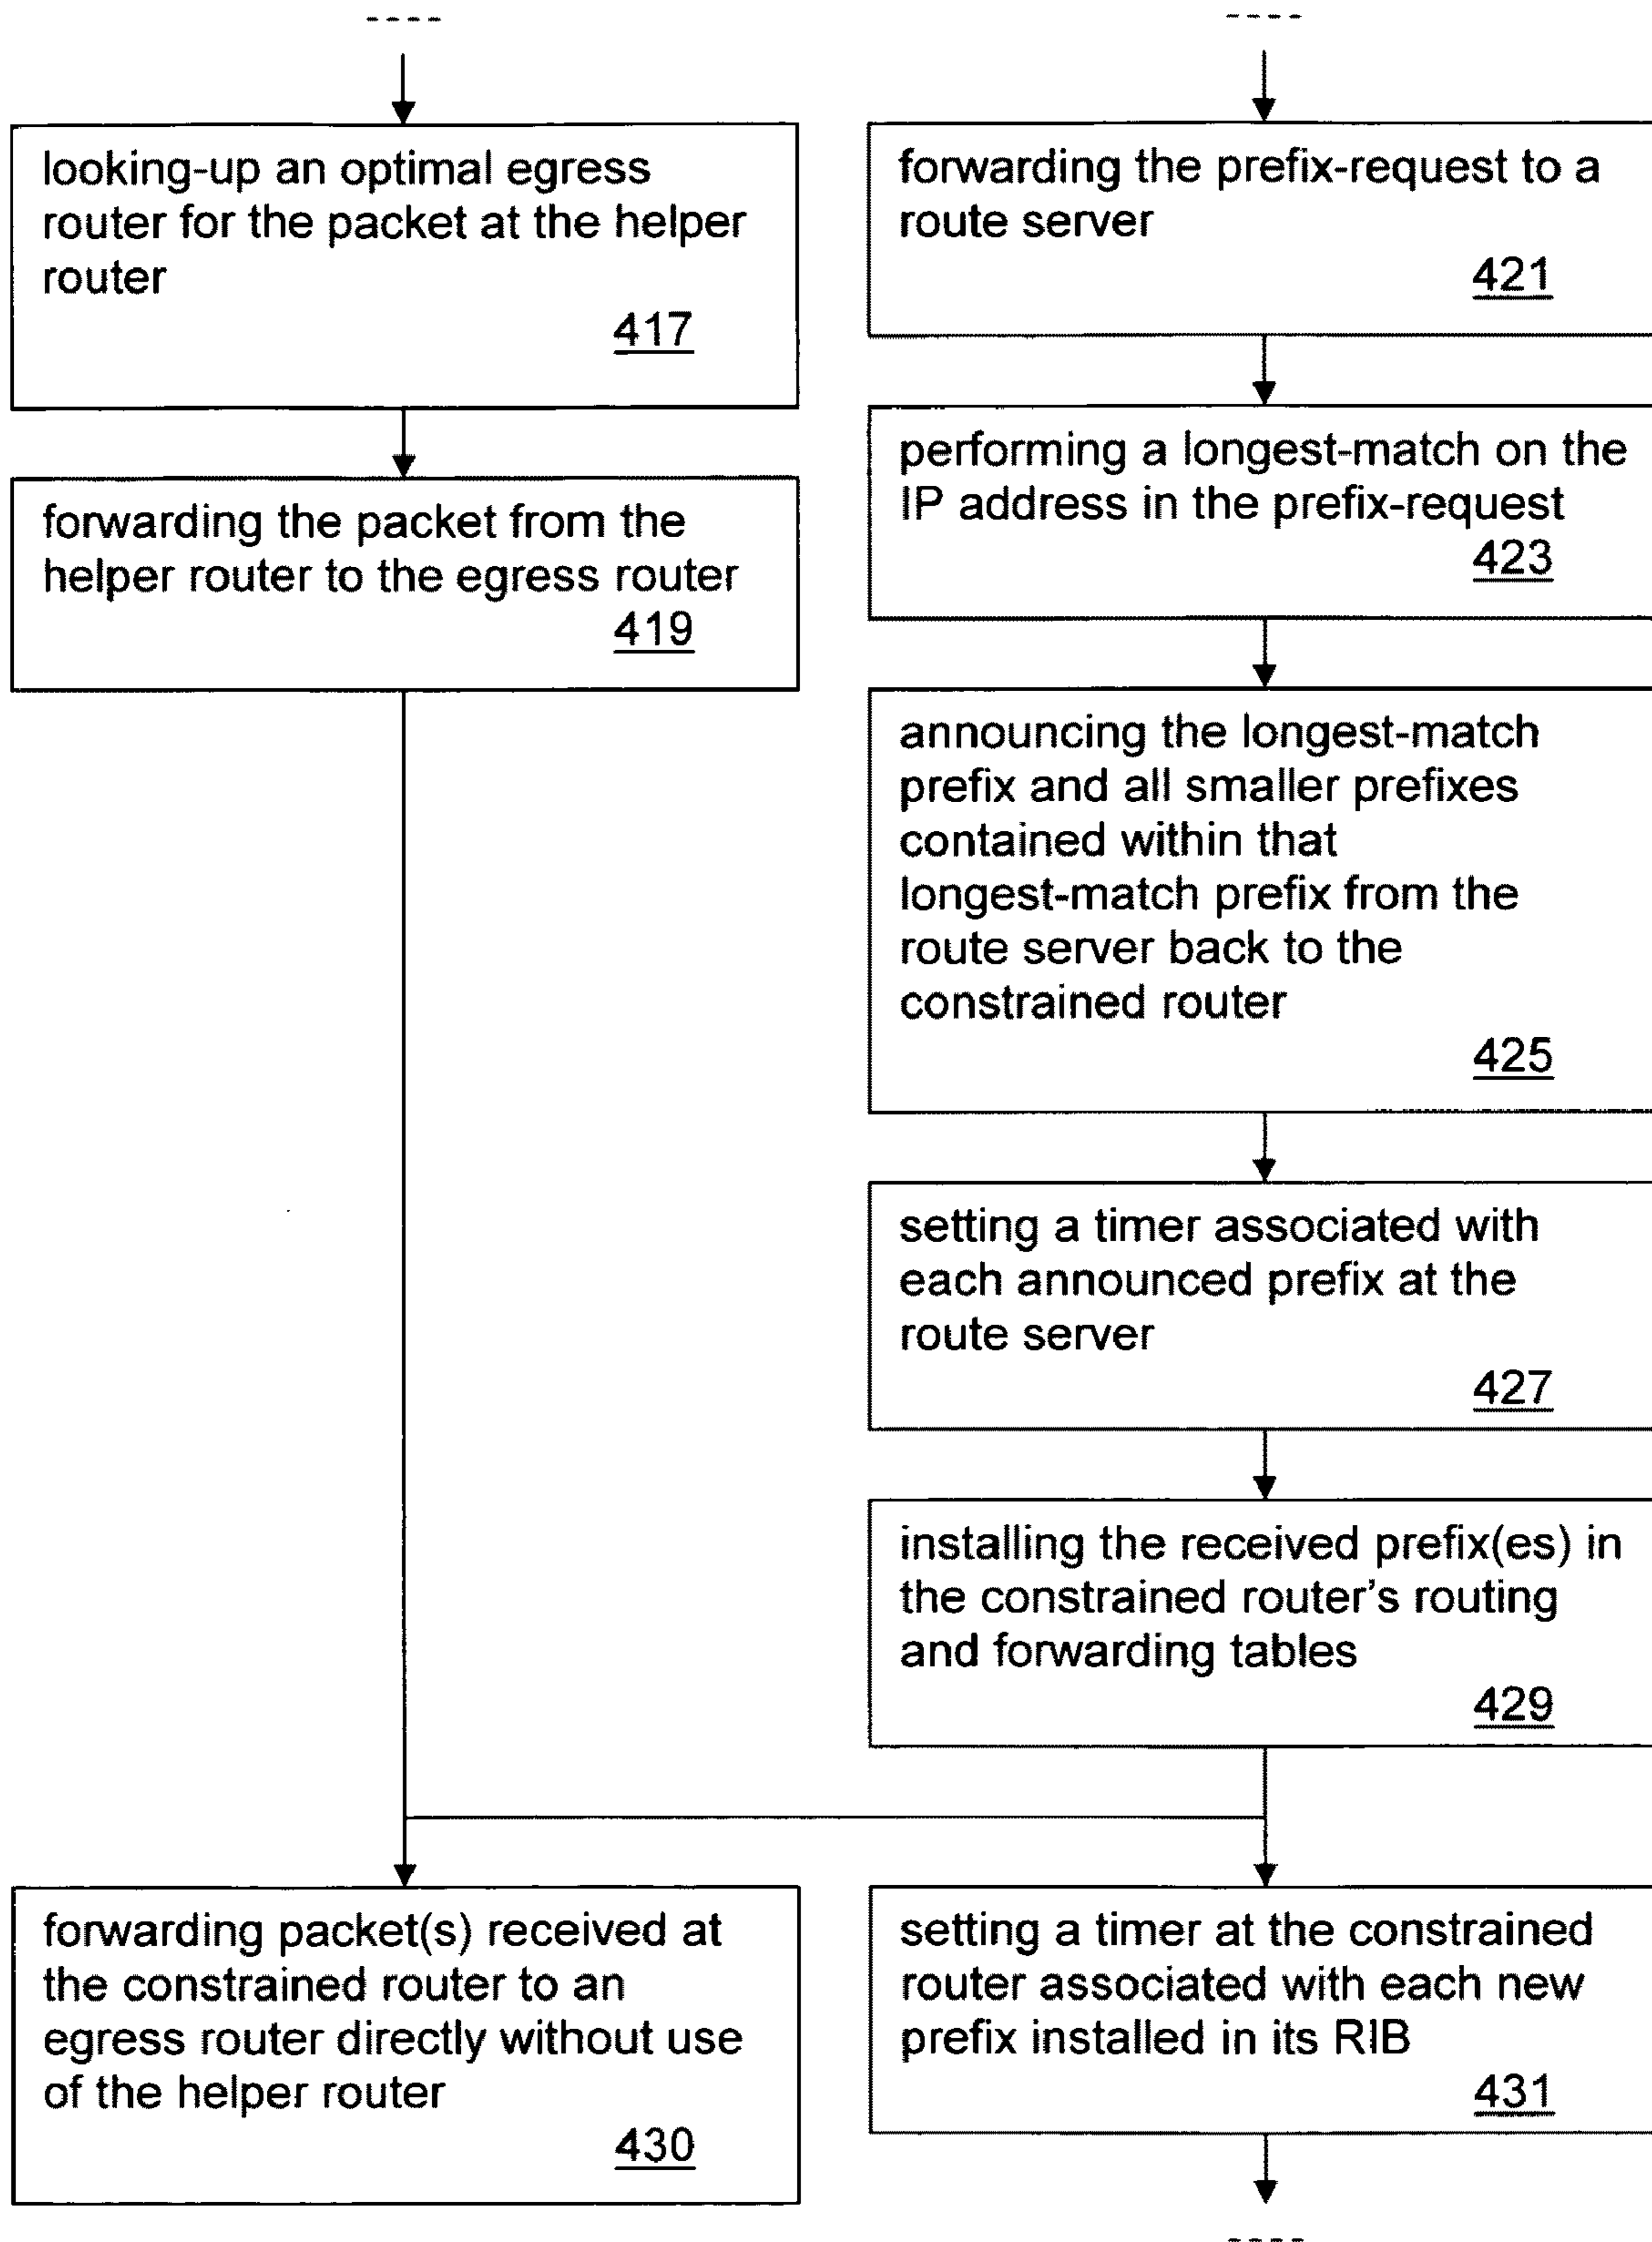 looking-up an optimal egress
router for the packet at the helper
router
417
forwarding the packet from the
helper router to the egress router
419
forwarding the prefix-request to a
route server
421
performing a longest-match on the
IP address in the prefix-request
423
announcing the longest-match
prefix and all smaller prefixes
contained within that
longest-match prefix from the
route server back to the
constrained router
425
setting a timer associated with
each announced prefix at the
route server
427
installing the received prefix(es) in
the constrained router's routing
and forwarding tables
429
forwarding packet(s) received at
the constrained router to an
egress router directly without use
of the helper router
430
setting a timer at the constrained
router associated with each new
prefix installed in its RIB
431